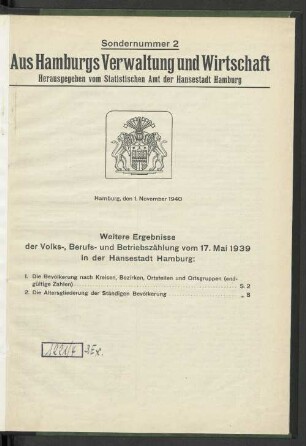 Sondernummer 2
Aus Hamburgs Verwaltung und Wirtschaft
Herausgegeben vom Statistischen Amt der Hansestadt Hamburg
Hamburg, den 1. November 1940
Weitere Ergebnisse
der Volks-, Berufs- und Betriebszählung vom 17. Mai 1939
in der Hansestadt Hamburg:
1. Die Bevölkerung nach Kreisen, Bezirken, Ortsteilen und Ortsgruppen (end-
gültige Zahlen) S. 2
2. Die Altersgliederung der Ständigen Bevölkerung „ 8